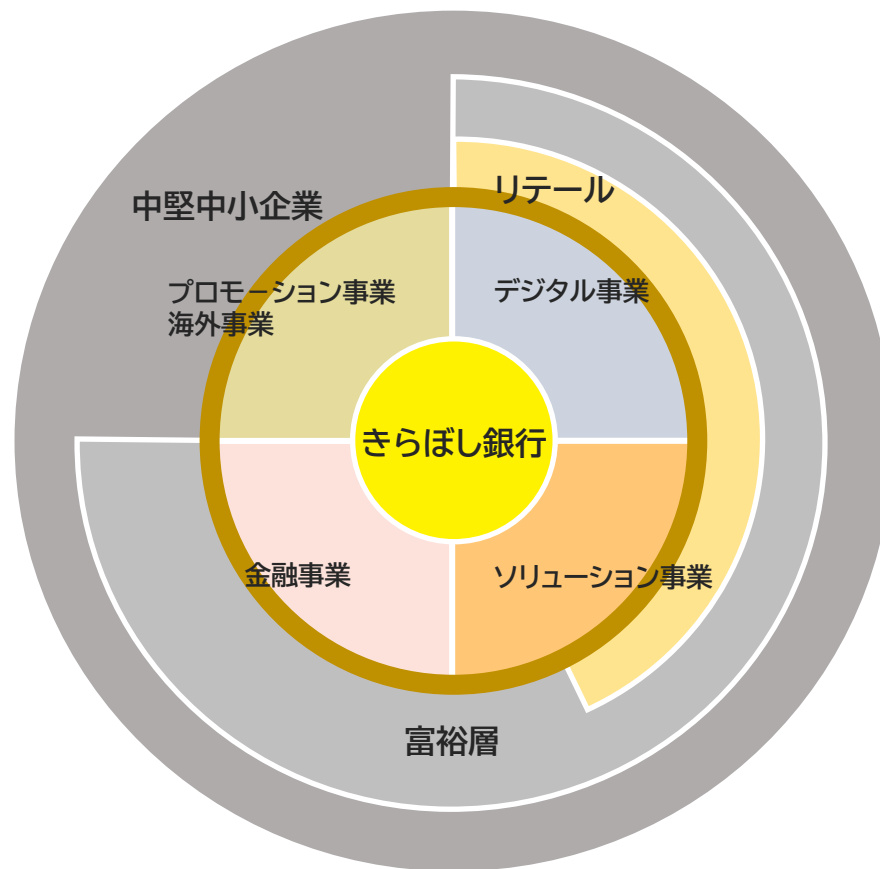 リテール
中堅中小企業
プロモーション事業
海外事業
デジタル事業
きらぼし銀行
金融事業
ソリューション事業
富裕層